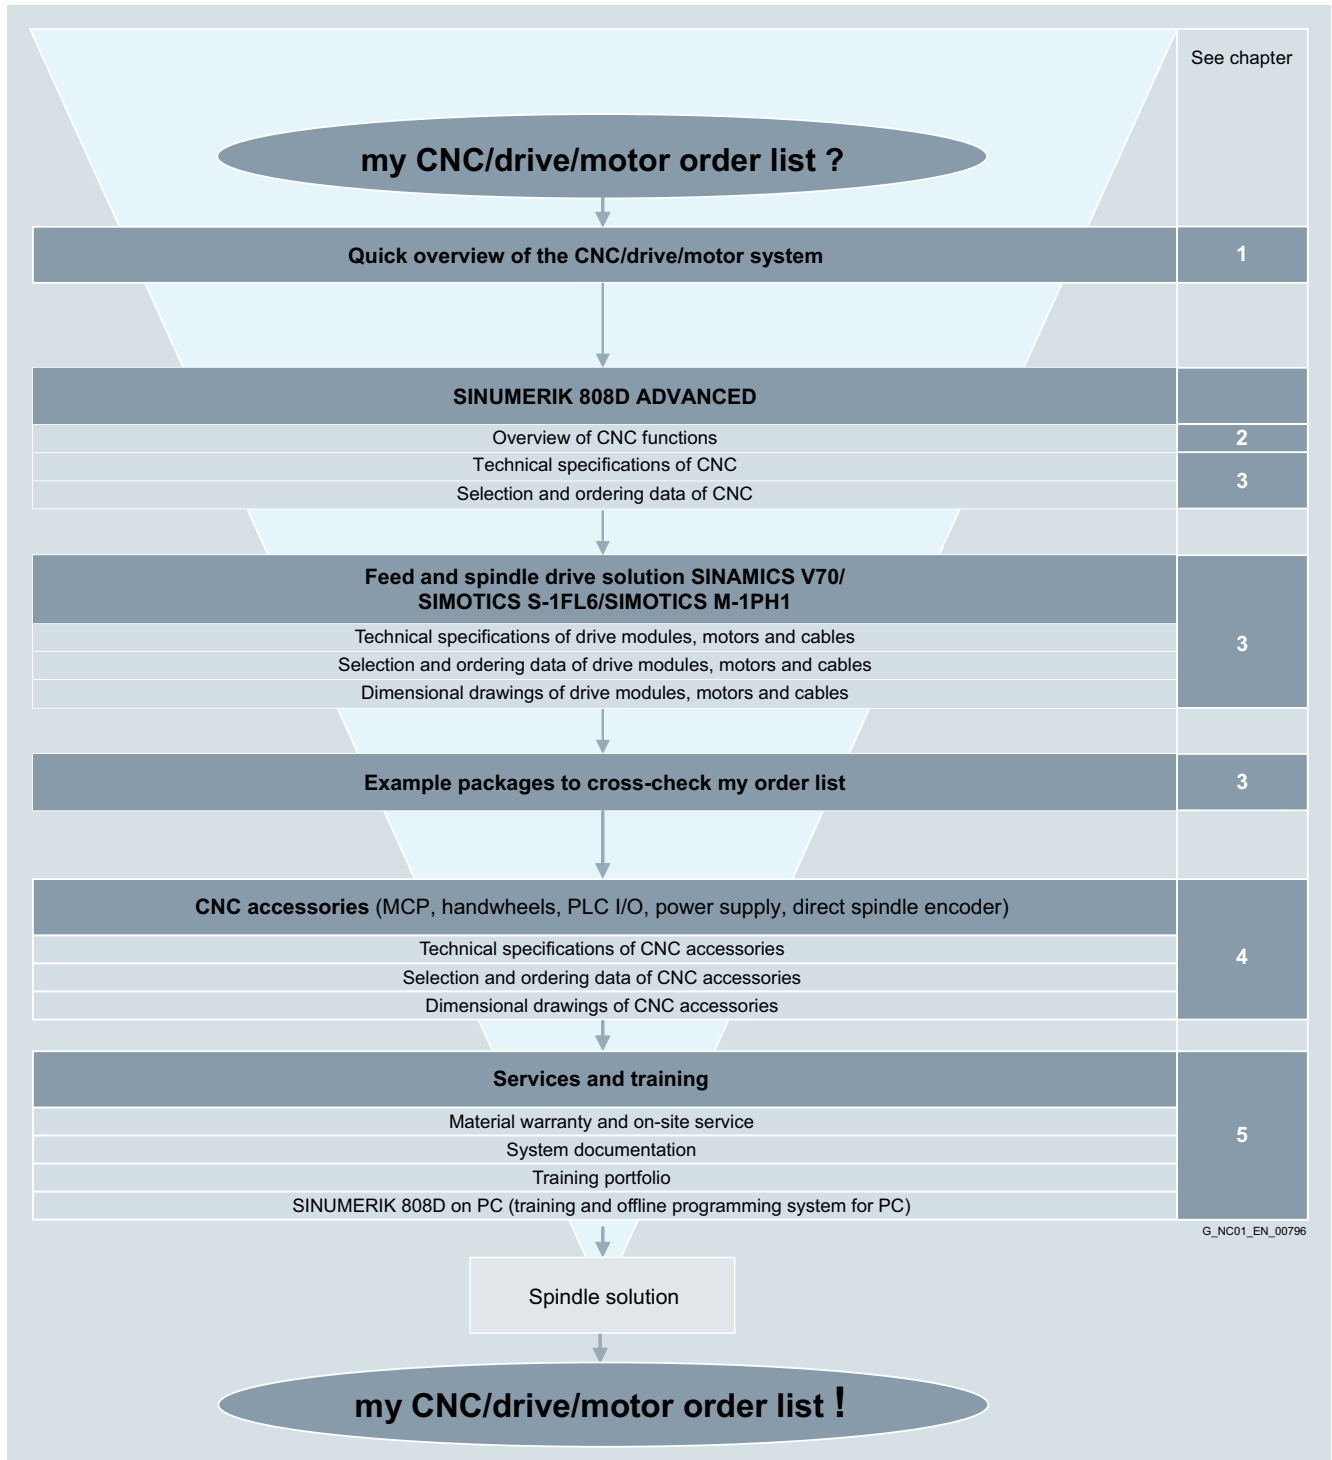 See chapter
my CNC/drive/motor order list ?
Quick overview of the CNC/drive/motor system
1
SINUMERIK 808D ADVANCED
Overview of CNC functions
2
Technical specifications of CNC
Selection and ordering data of CNC
3
Feed and spindle drive solution SINAMICS V70/
SIMOTICS S-1FL6/SIMOTICS M-1PH1
Technical specifications of drive modules, motors and cables
Selection and ordering data of drive modules, motors and cables
Dimensional drawings of drive modules, motors and cables
3
Example packages to cross-check my order list
3
CNC accessories (MCP, handwheels, PLC I/O, power supply, direct spindle encoder)
Technical specifications of CNC accessories
Selection and ordering data of CNC accessories
Dimensional drawings of CNC accessories
4
Services and training
Material warranty and on-site service
System documentation
Training portfolio
SINUMERIK 808D on PC (training and offline programming system for PC)
5
G_NC01_EN_00796
Spindle solution
my CNC/drive/motor order list !